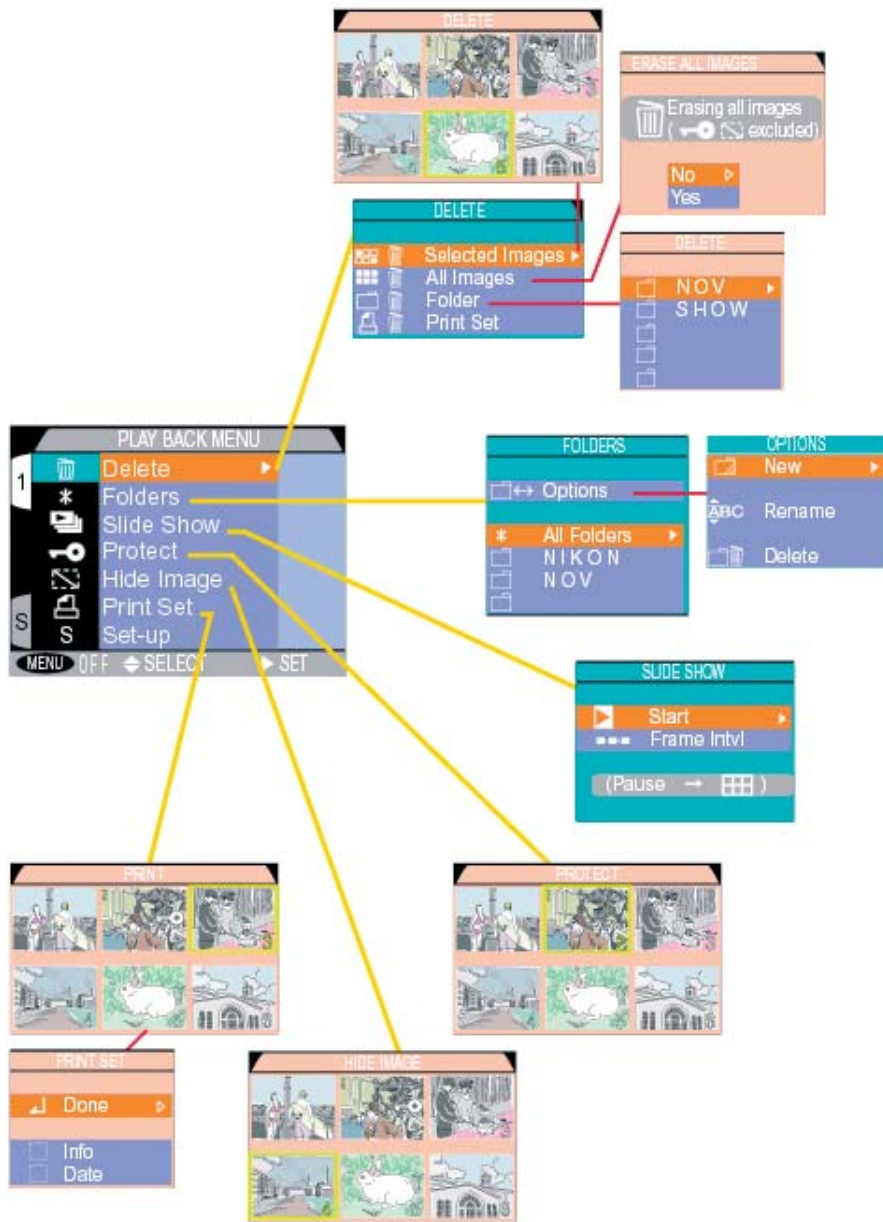 DELETE
ERASE ALL IMAGES
Erasing all images
( excluded)
No
Yes
DELETE
Selected Images
All Images
Folder
Print Set
DELETE
NOV
SHOW
PLAY BACK MENU
1
Delete
Folders
Slide Show
Protect
Hide Image
Print Set
S
S Set-up
MENU OFF SELECT SET
FOLDERS
Options
* All Folders
NIKON
NOV
OPTIONS
New
ABC Rename
Delete
SLIDE SHOW
Start
Frame Intvl
(Pause → )
PRINT
PROTECT
PRINT SET
Done
Info
Date
HIDE IMAGE